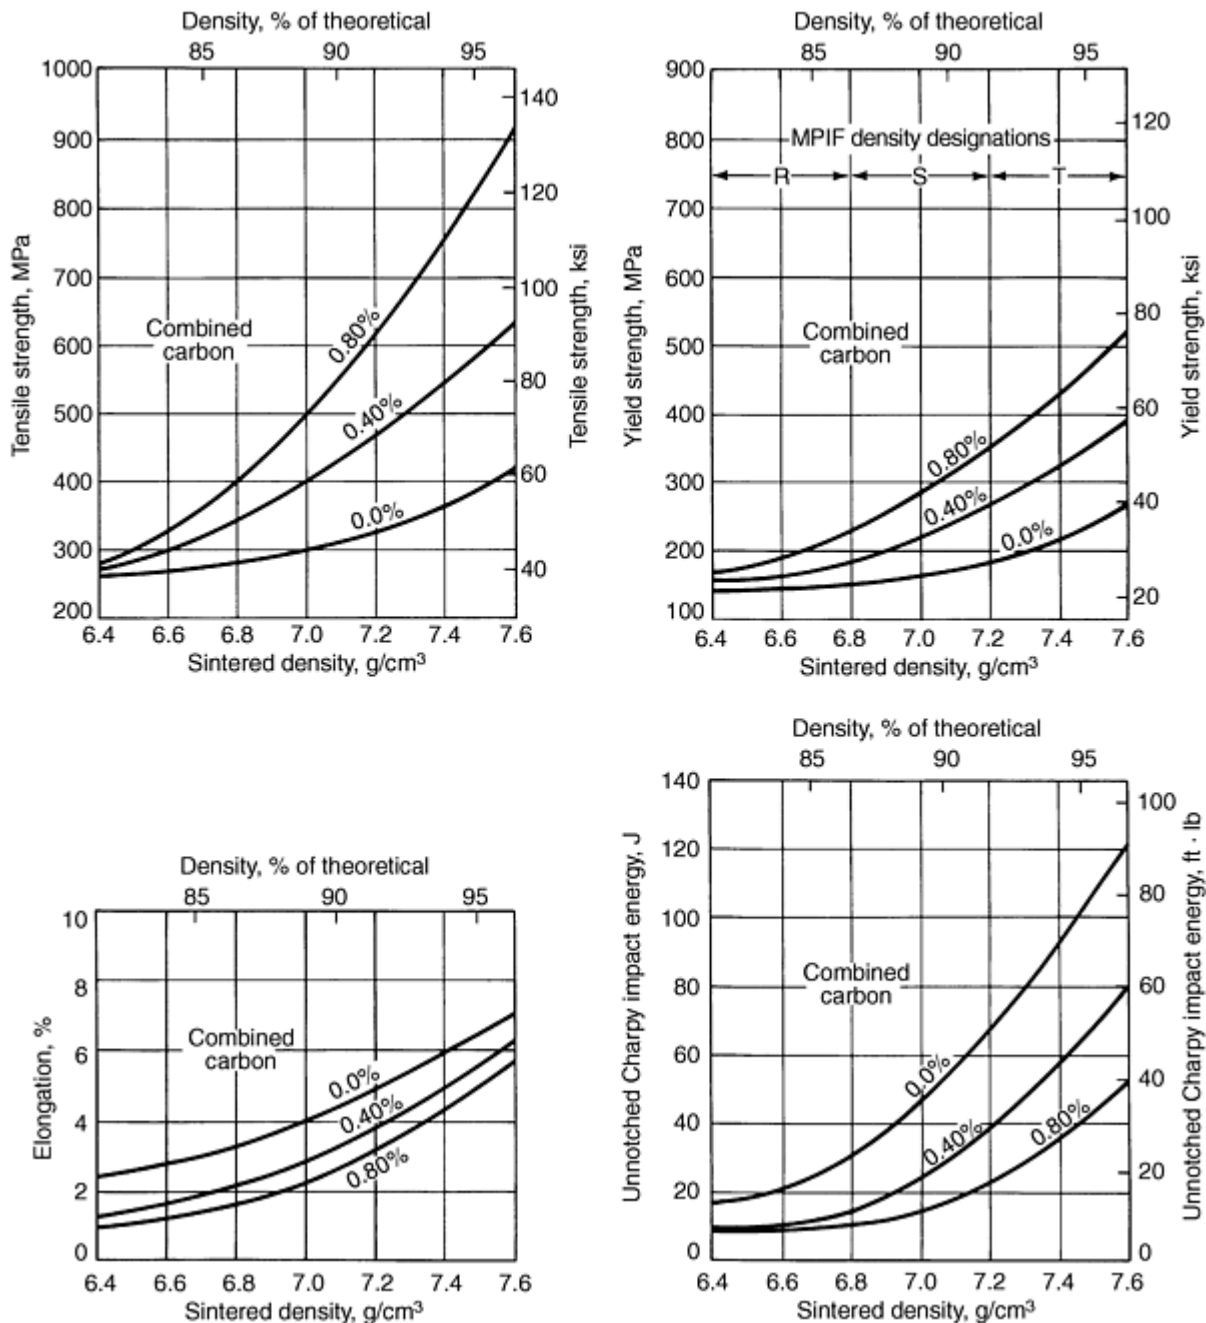 Density, % of theoretical
85 90 95
1000
900
800
700
600
500
400
300
200
Tensile strength, MPa
140
120
100
80
60
40
Tensile strength, ksi
Combined
carbon
0.80%
0.40%
0.0%
6.4 6.6 6.8 7.0 7.2 7.4 7.6
Sintered density, g/cm³
Density, % of theoretical
85 90 95
900
800
700
600
500
400
300
200
100
Yield strength, MPa
120
100
80
60
40
20
Yield strength, ksi
MPIF density designations
R S T
Combined
carbon
0.80%
0.40%
0.0%
6.4 6.6 6.8 7.0 7.2 7.4 7.6
Sintered density, g/cm³
Density, % of theoretical
85 90 95
10
8
6
4
2
0
Elongation, %
Combined
carbon
0.0%
0.40%
0.80%
6.4 6.6 6.8 7.0 7.2 7.4 7.6
Sintered density, g/cm³
Density, % of theoretical
85 90 95
140
120
100
80
60
40
20
0
Unnotched Charpy impact energy, J
100
80
60
40
20
0
Unnotched Charpy impact energy, ft · lb
Combined
carbon
0.0%
0.40%
0.80%
6.4 6.6 6.8 7.0 7.2 7.4 7.6
Sintered density, g/cm³